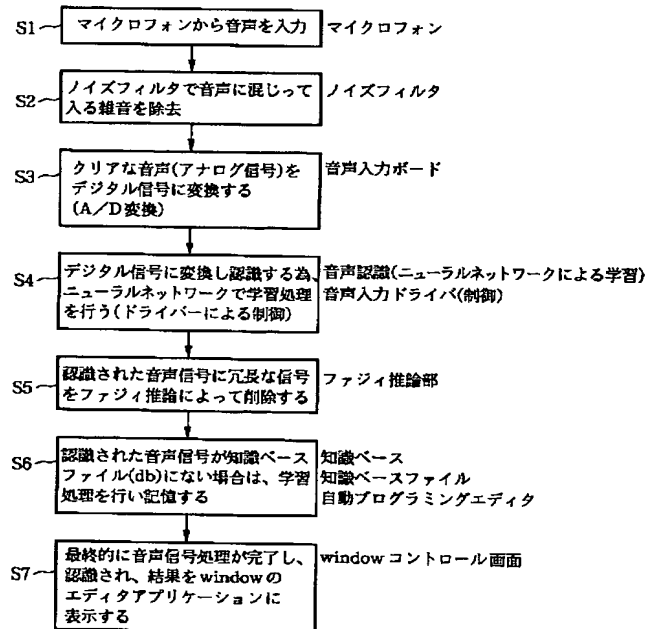 S1 マイクロフォンから音声を入力 マイクロフォン
S2 ノイズフィルタで音声に混じって ノイズフィルタ
入る雑音を除去
S3 クリアな音声(アナログ信号)を 音声入力ボード
デジタル信号に変換する
(A/D変換)
S4 デジタル信号に変換し認識する為、 音声認識(ニューラルネットワークによる学習)
ニューラルネットワークで学習処理 音声入力ドライバ(制御)
を行う(ドライバーによる制御)
S5 認識された音声信号に冗長な信号 ファジィ推論部
をファジィ推論によって削除する
S6 認識された音声信号が知識ベース 知識ベース
ファイル(db)にない場合は、学習 知識ベースファイル
処理を行い記憶する 自動プログラミングエディタ
S7 最終的に音声信号処理が完了し、 windowコントロール画面
認識され、結果をwindowの
エディタアプリケーションに
表示する